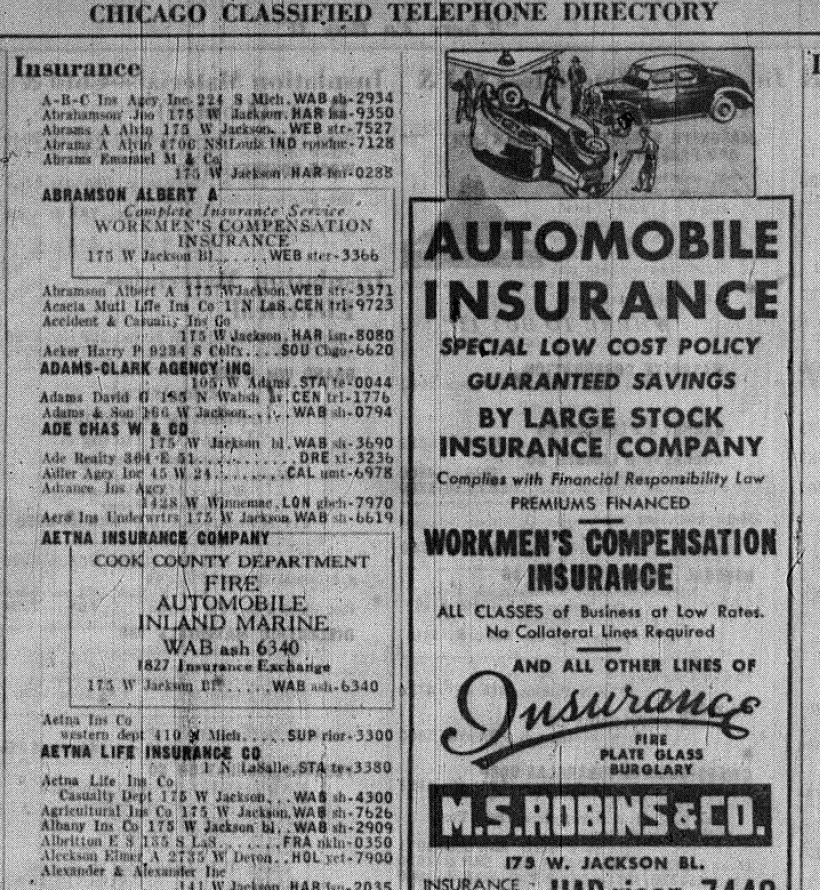 CHICAGO CLASSIFIED TELEPHONE DIRECTORY
Insurance
A-B-C Ins Agcy Inc 224 S Mich. WAB sh-2934
Abrahamson Jno 175 W Jackson. HAR isn-9350
Abrams A Alvin 175 W Jackson.. WEB str-7527
Abrams A Alvin 4706 NStLouis. IND epndnc-7128
Abrams Emanuel M & Co
175 W Jackson. HAR isn-0288
ABRAMSON ALBERT A
Complete Insurance Service
WORKMEN'S COMPENSATION
INSURANCE
175 W Jackson Bl......WEB ster-3366
Abramson Albert A 175 WJackson. WEB str-3371
Acacia Mutl Life Ins Co 1 N LaS. CEN trl-9723
Accident & Casualty Ins Co
175 W Jackson. HAR isn-8080
Acker Harry P 9234 S Colfx....SOU Chgo-6620
ADAMS-CLARK AGENCY INC
105 W Adams. STA te-0044
Adams David G 185 N Wabsh av. CEN trl-1776
Adams & Son 166 W Jackson.....WAB sh-0794
ADE CHAS W & CO
175 W Jackson bl. WAB sh-3690
Ade Realty 364 E 51..........DRE xl-3236
Adler Agcy Inc 45 W 24........CAL umt-6978
Advance Ins Agcy
1428 W Winnemac. LON gbch-7970
Aero Ins Underwrtrs 175 W Jackson WAB sh-6619
AETNA INSURANCE COMPANY
COOK COUNTY DEPARTMENT
FIRE
AUTOMOBILE
INLAND MARINE
WAB ash 6340
1827 Insurance Exchange
175 W Jackson Bl......WAB ash-6340
Aetna Ins Co
western dept 410 N Mich.....SUP rior-3300
AETNA LIFE INSURANCE CO
1 N LaSalle. STA te-3380
Aetna Life Ins Co
Casualty Dept 175 W Jackson... WAB sh-4300
Agricultural Ins Co 175 W Jackson. WAB sh-7626
Albany Ins Co 175 W Jackson bl.. WAB sh-2909
Albritton E S 135 S LaS........FRA nkln-0350
Aleckson Elmer A 2735 W Devon.. HOL yct-7900
Alexander & Alexander Inc
141 W Jackson. HAR isn-2035
AUTOMOBILE
INSURANCE
SPECIAL LOW COST POLICY
GUARANTEED SAVINGS
BY LARGE STOCK
INSURANCE COMPANY
Complies with Financial Responsibility Law
PREMIUMS FINANCED
WORKMEN'S COMPENSATION
INSURANCE
ALL CLASSES of Business at Low Rates.
No Collateral Lines Required
AND ALL OTHER LINES OF
Insurance
FIRE
PLATE GLASS
BURGLARY
M.S.ROBINS & CO.
175 W. JACKSON BL.
INSURANCE